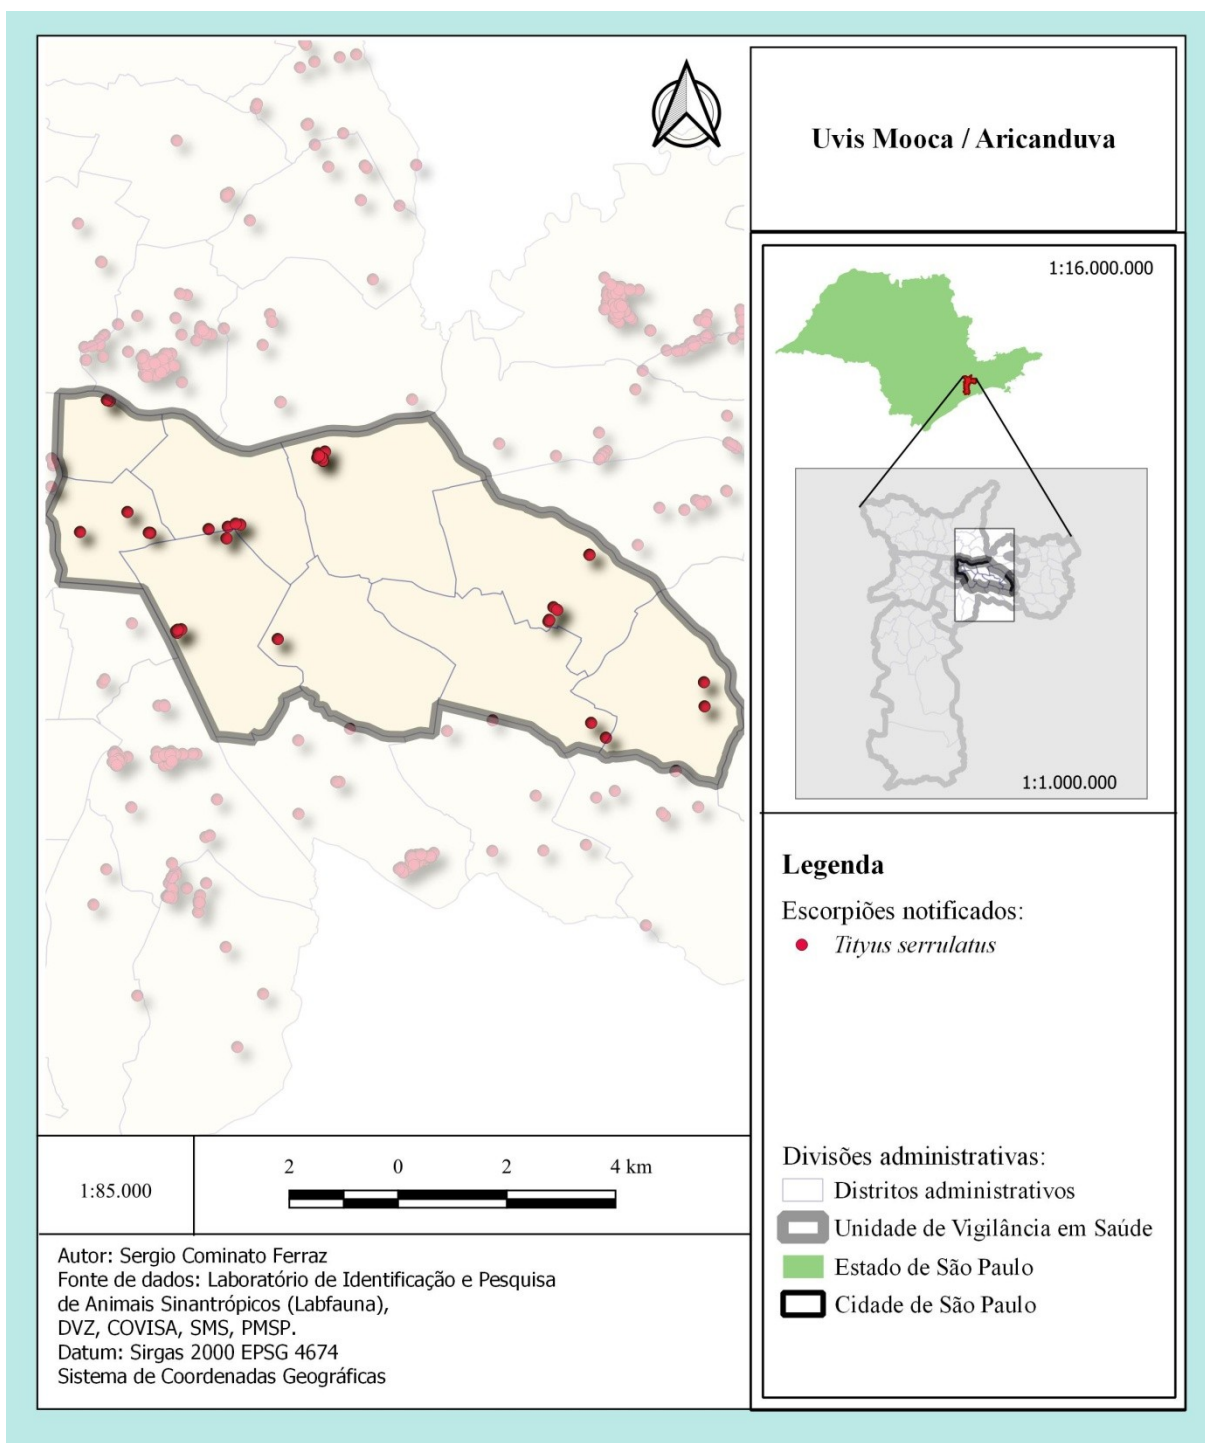 Uvis Mooca / Aricanduva
1:16.000.000
1:1.000.000
Legenda
Escorpiões notificados:
Tityus serrulatus
Divisões administrativas:
Distritos administrativos
Unidade de Vigilância em Saúde
Estado de São Paulo
Cidade de São Paulo
1:85.000
2 0 2 4 km
Autor: Sergio Cominato Ferraz
Fonte de dados: Laboratório de Identificação e Pesquisa
de Animais Sinantrópicos (Labfauna),
DVZ, COVISA, SMS, PMSP.
Datum: Sirgas 2000 EPSG 4674
Sistema de Coordenadas Geográficas